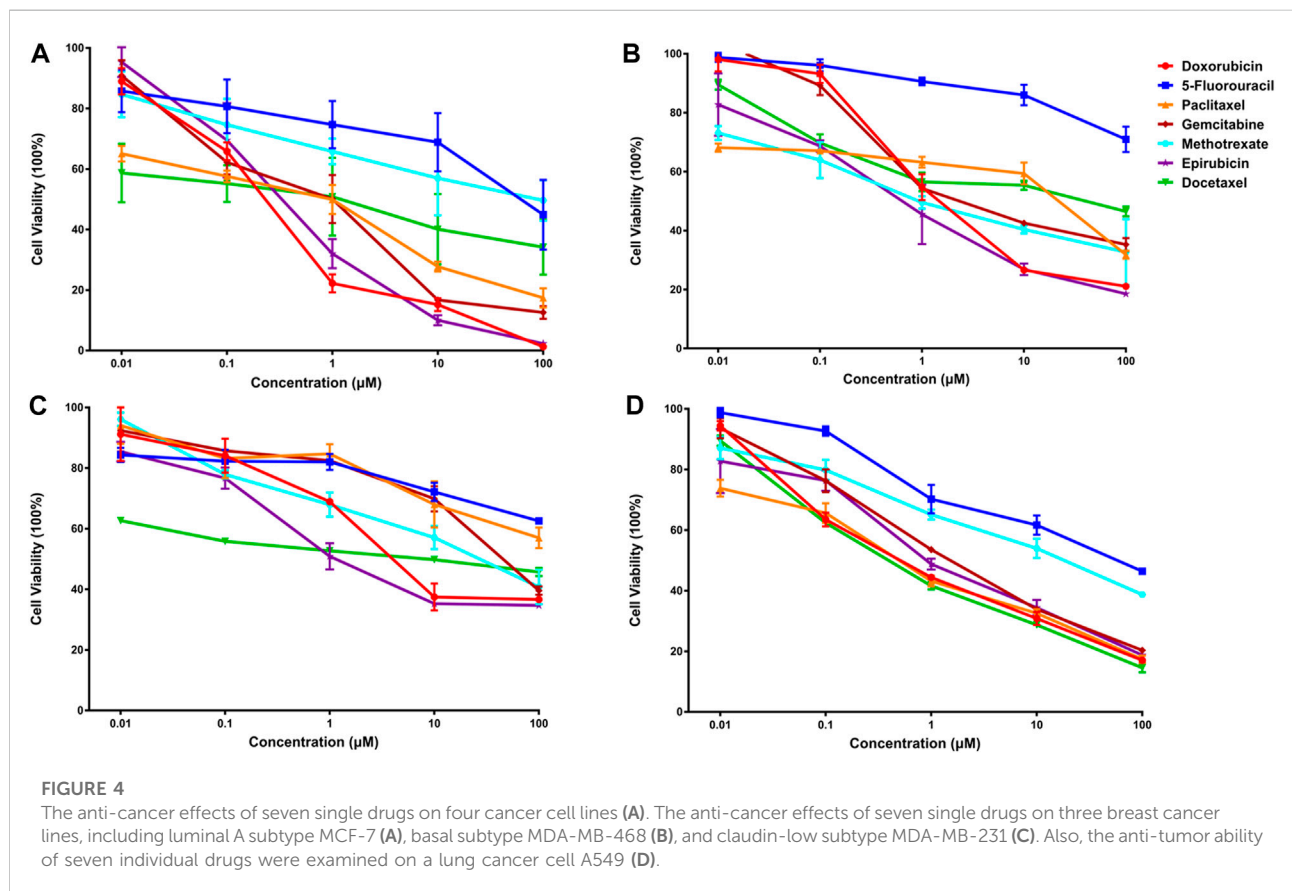 A
100
80
60
40
20
0
Cell Viability (100%)
0.01 0.1 1 10 100
Concentration (µM)
B
100
80
60
40
20
0
Cell Viability (100%)
0.01 0.1 1 10 100
Concentration (µM)
Doxorubicin
5-Fluorouracil
Paclitaxel
Gemcitabine
Methotrexate
Epirubicin
Docetaxel
C
100
80
60
40
20
0
Cell Viability (100%)
0.01 0.1 1 10 100
Concentration (µM)
D
100
80
60
40
20
0
Cell Viability (100%)
0.01 0.1 1 10 100
Concentration (µM)
FIGURE 4
The anti-cancer effects of seven single drugs on four cancer cell lines (A). The anti-cancer effects of seven single drugs on three breast cancer
lines, including luminal A subtype MCF-7 (A), basal subtype MDA-MB-468 (B), and claudin-low subtype MDA-MB-231 (C). Also, the anti-tumor ability
of seven individual drugs were examined on a lung cancer cell A549 (D).